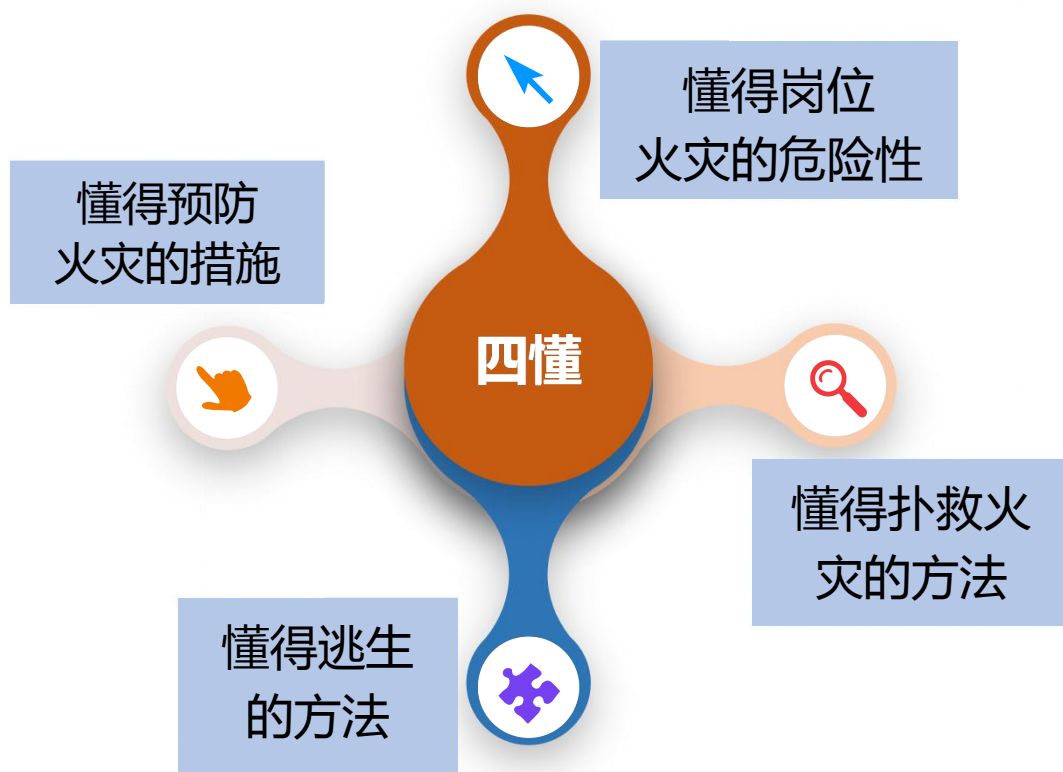 懂得岗位
火灾的危险性
懂得预防
火灾的措施
四懂
懂得扑救火
灾的方法
懂得逃生
的方法